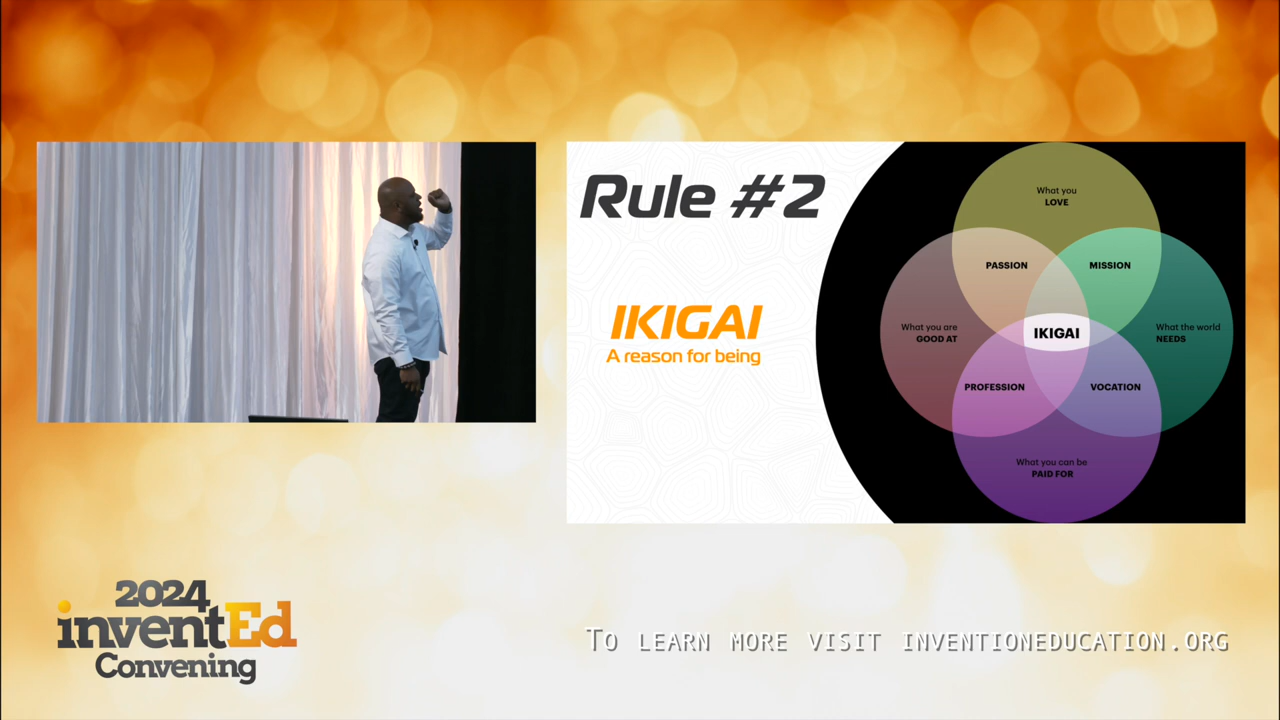 Rule #2
IKIGAI
A reason for being
What you
LOVE
PASSION
MISSION
What you are
GOOD AT
IKIGAI
What the world
NEEDS
PROFESSION
VOCATION
What you can be
PAID FOR
2024
inventEd
Convening
To learn more visit inventioneducation.org